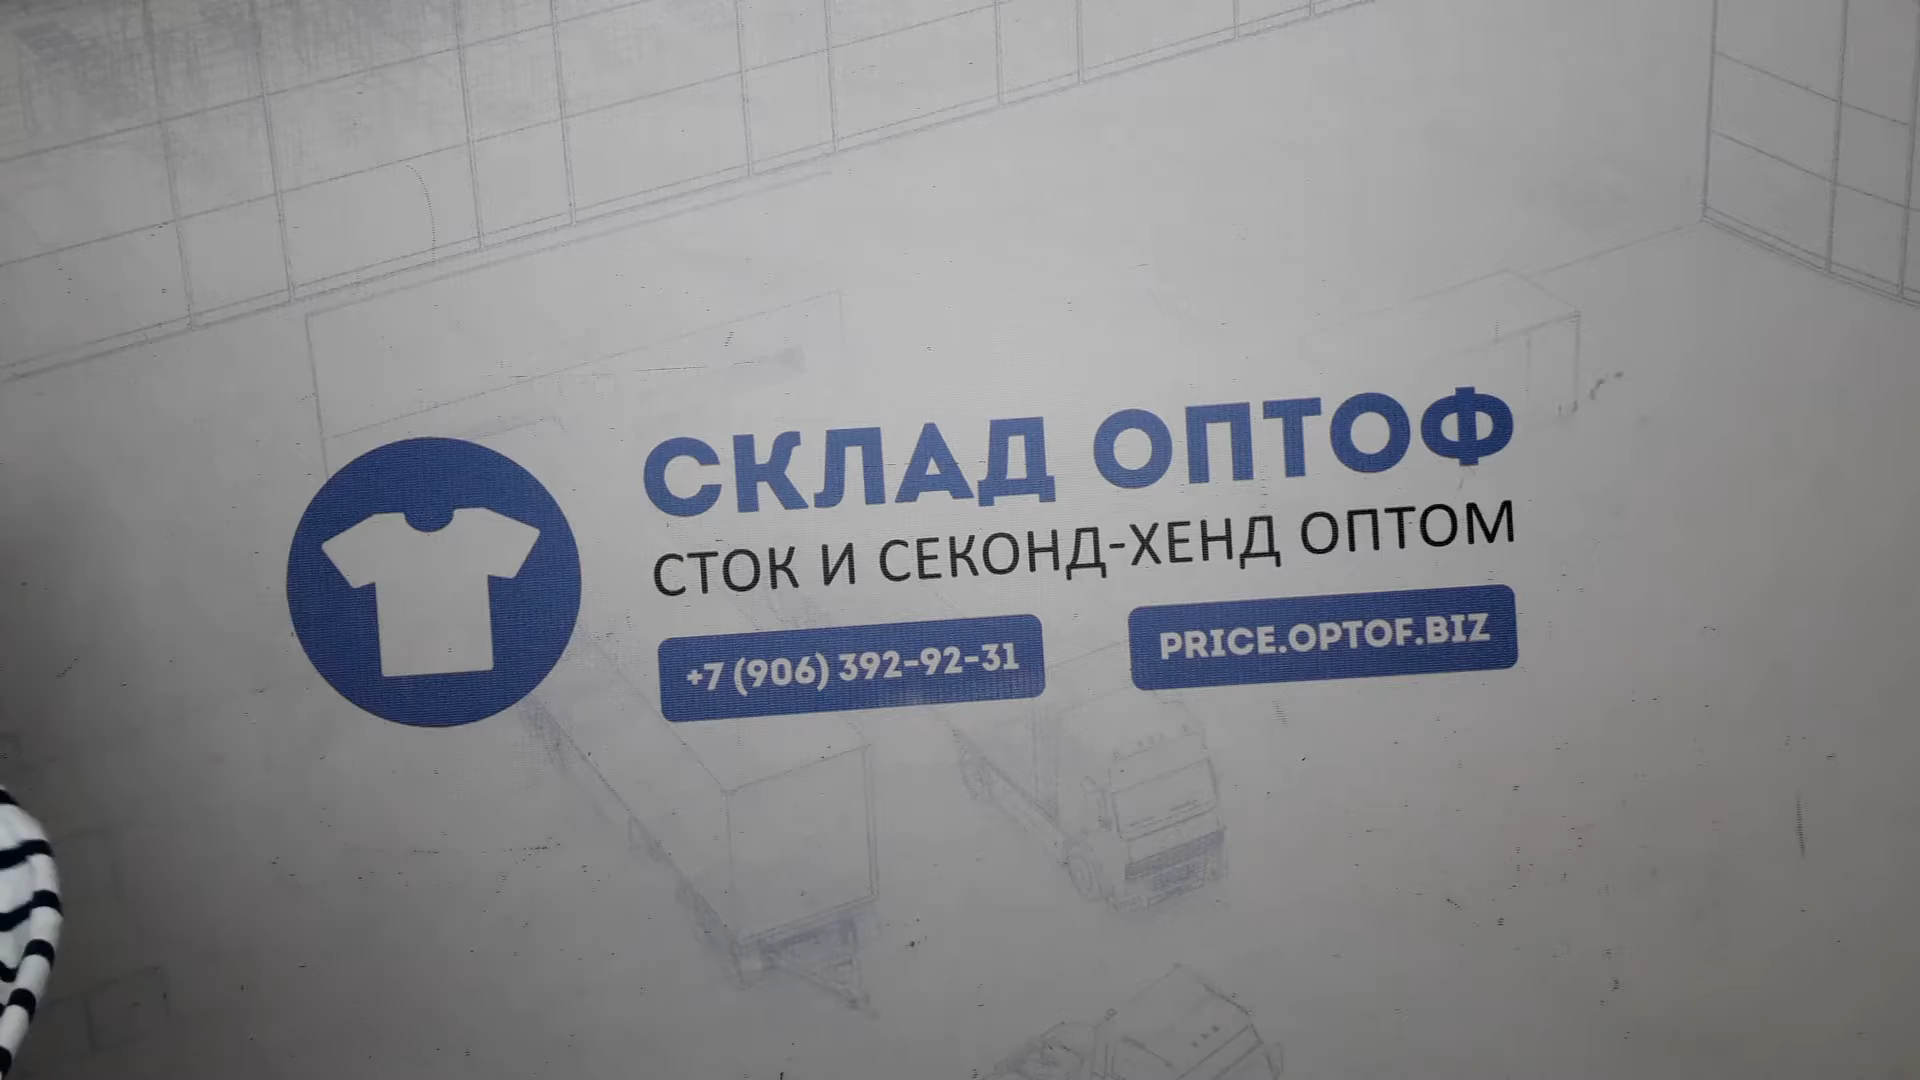 СКЛАД ОПТОФ
СТОК И СЕКОНД-ХЕНД ОПТОМ
+7 (906) 392-92-31
PRICE.OPTOF.BIZ